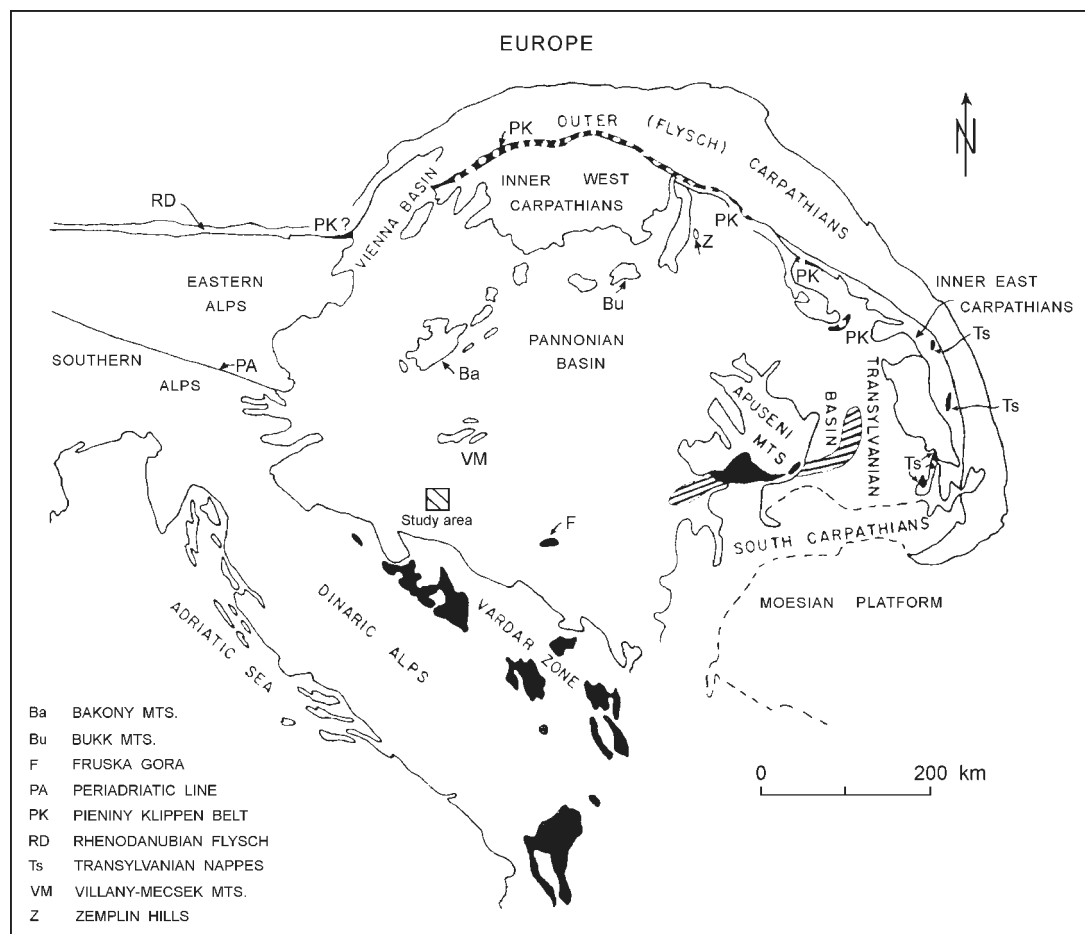 EUROPE
N
OUTER (FLYSCH) CARPATHIANS
PK
INNER WEST
CARPATHIANS
VIENNA BASIN
RD
PK?
PK
Z
EASTERN
ALPS
Bu
PK
INNER EAST
CARPATHIANS
PANNONIAN
BASIN
PK
Ts
SOUTHERN
ALPS
PA
Ba
TRANSYLVANIAN
BASIN
APUSENI
MTS
Ts
VM
Ts
Study area
F
SOUTH CARPATHIANS
MOESIAN PLATFORM
DINARIC ALPS
VARDAR ZONE
ADRIATIC SEA
Ba BAKONY MTS.
Bu BUKK MTS.
F FRUSKA GORA
PA PERIADRIATIC LINE
PK PIENINY KLIPPEN BELT
RD RHENODANUBIAN FLYSCH
Ts TRANSYLVANIAN NAPPES
VM VILLANY-MECSEK MTS.
Z ZEMPLIN HILLS
0 200 km